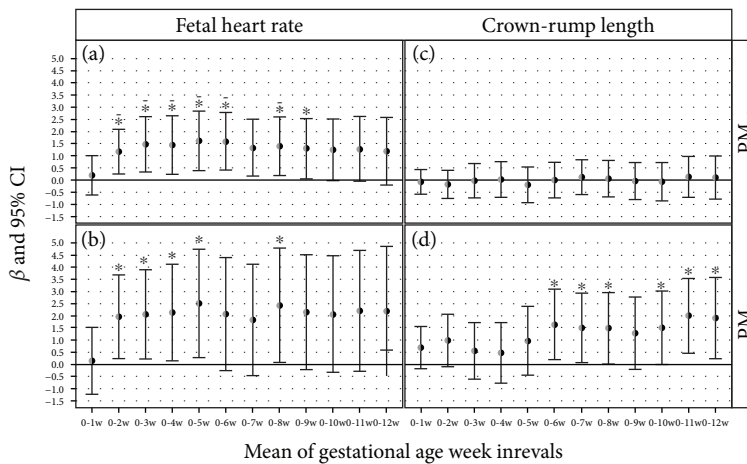 Fetal heart rate
Crown-rump length
(a)
(c)
5.0
4.5
4.0
3.5
3.0
2.5
2.0
1.5
1.0
0.5
0.0
−0.5
−1.0
−1.5
* * * * * * *
PM
(b)
(d)
5.0
4.5
4.0
3.5
3.0
2.5
2.0
1.5
1.0
0.5
0.0
−0.5
−1.0
−1.5
* * * * *
* * * * * *
PM
β and 95% CI
0-1w 0-2w 0-3w 0-4w 0-5w 0-6w 0-7w 0-8w 0-9w 0-10w 0-11w 0-12w
0-1w 0-2w 0-3w 0-4w 0-5w 0-6w 0-7w 0-8w 0-9w 0-10w 0-11w 0-12w
Mean of gestational age week inrevals